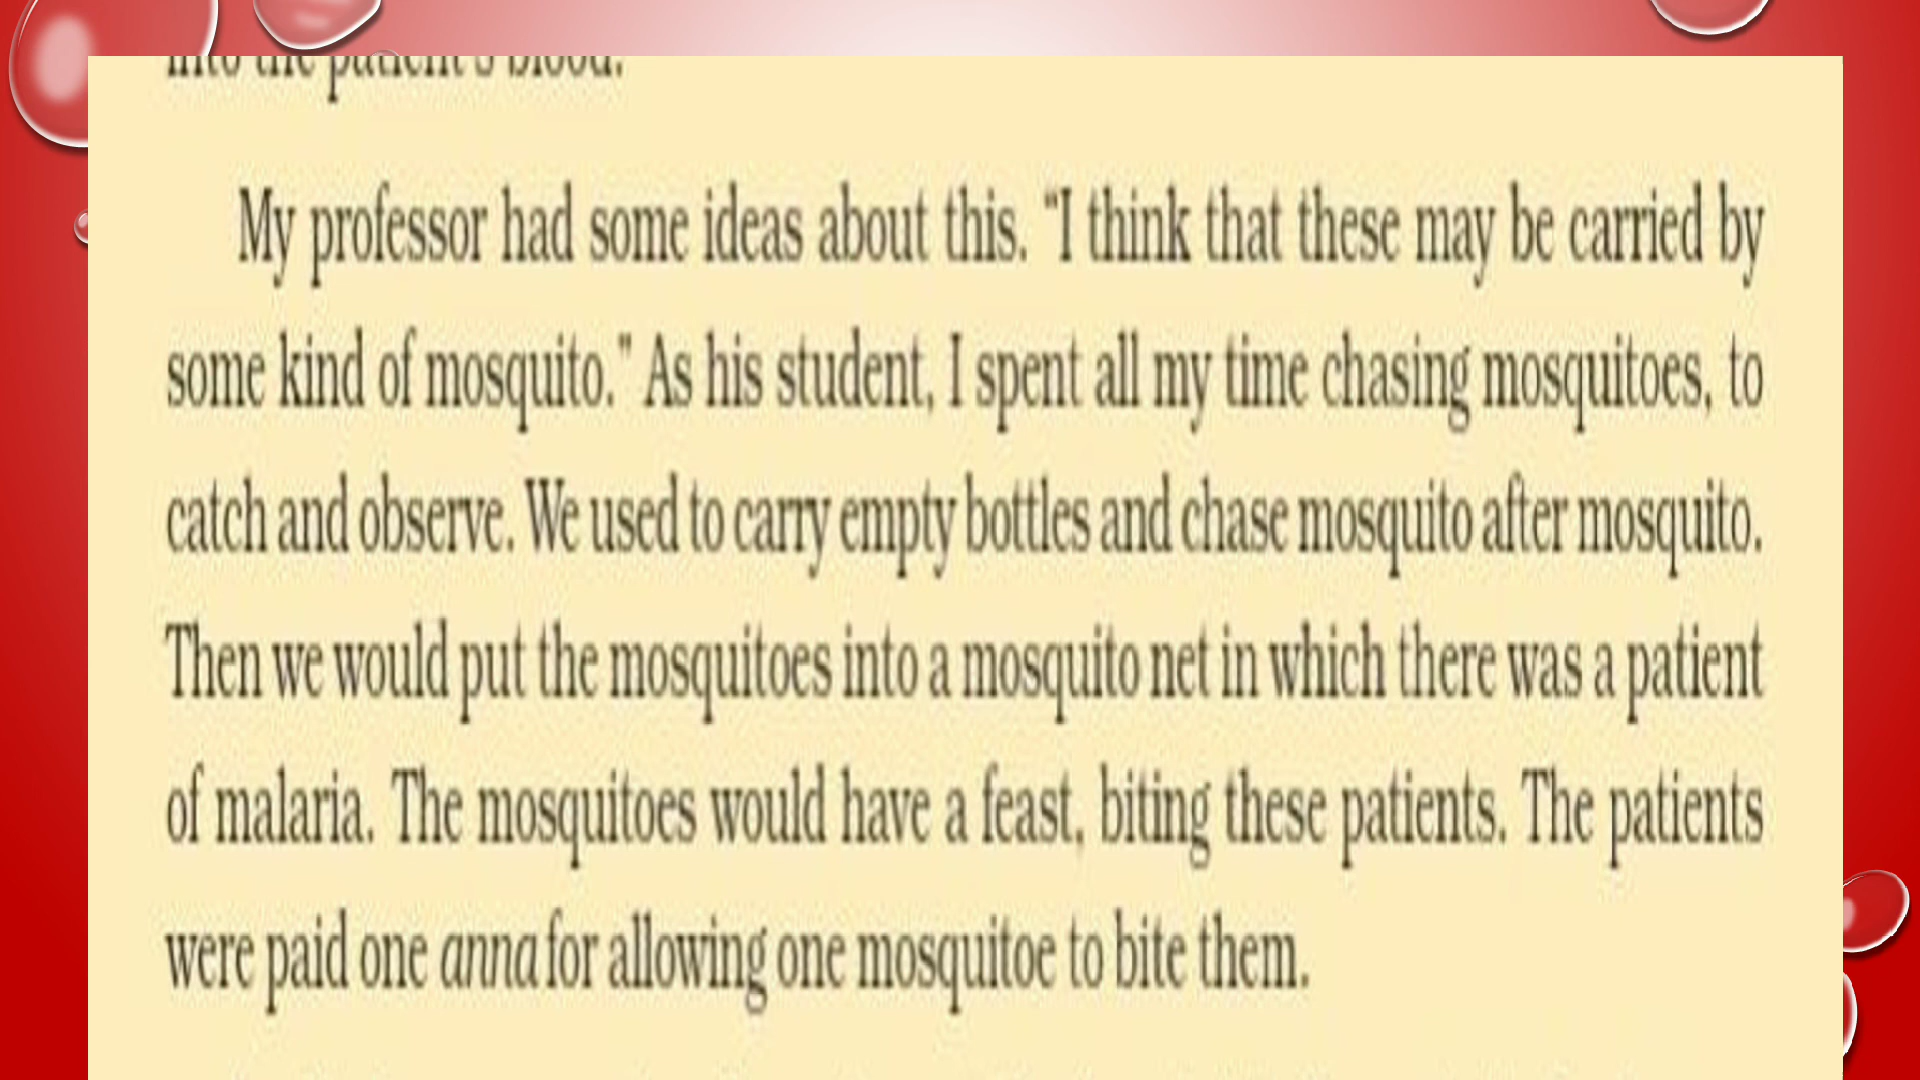 into the patient's blood.
My professor had some ideas about this. "I think that these may be carried by
some kind of mosquito." As his student, I spent all my time chasing mosquitoes, to
catch and observe. We used to carry empty bottles and chase mosquito after mosquito.
Then we would put the mosquitoes into a mosquito net in which there was a patient
of malaria. The mosquitoes would have a feast, biting these patients. The patients
were paid one anna for allowing one mosquitoe to bite them.